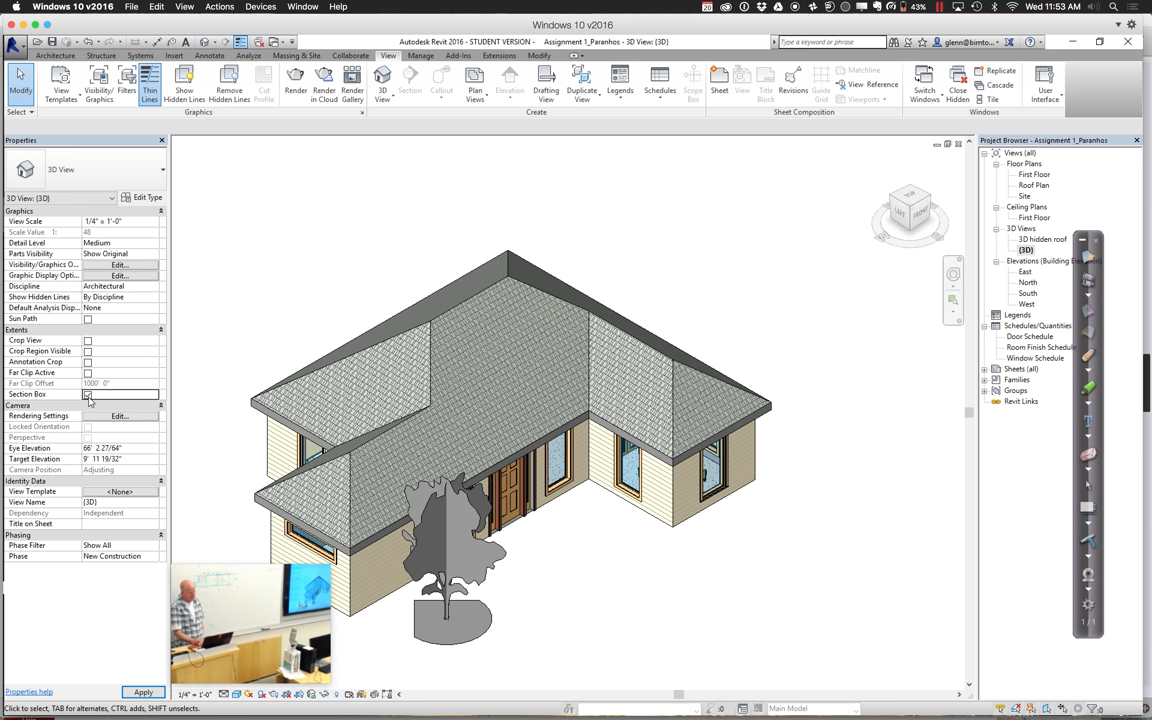 Windows 10 v2016 File Edit View Actions Devices Window Help 43% Wed 11:53 AM Glenn
Windows 10 v2016
Autodesk Revit 2016 - STUDENT VERSION - Assignment 1_Paranhos - 3D View: {3D}
Type a keyword or phrase
glenn@bimto...
Architecture Structure Systems Insert Annotate Analyze Massing & Site Collaborate View Manage Add-Ins Extensions Modify
Modify
View Templates
Visibility/ Graphics
Filters
Thin Lines
Show Hidden Lines
Remove Hidden Lines
Cut Profile
Render
Render in Cloud
Render Gallery
3D View
Section
Callout
Plan Views
Elevation
Drafting View
Duplicate View
Legends
Schedules
Scope Box
Sheet
View
Title Block
Revisions
Guide Grid
Matchline
View Reference
Viewports
Switch Windows
Close Hidden
Replicate
Cascade
Tile
User Interface
Select Graphics Create Sheet Composition Windows
Properties
3D View
3D View: {3D} Edit Type
Graphics
View Scale 1/4" = 1'-0"
Scale Value 1: 48
Detail Level Medium
Parts Visibility Show Original
Visibility/Graphics O... Edit...
Graphic Display Opti... Edit...
Discipline Architectural
Show Hidden Lines By Discipline
Default Analysis Disp... None
Sun Path
Extents
Crop View
Crop Region Visible
Annotation Crop
Far Clip Active
Far Clip Offset 1000' 0"
Section Box
Camera
Rendering Settings Edit...
Locked Orientation
Perspective
Eye Elevation 66' 2 27/64"
Target Elevation 9' 11 19/32"
Camera Position Adjusting
Identity Data
View Template <None>
View Name {3D}
Dependency Independent
Title on Sheet
Phasing
Phase Filter Show All
Phase New Construction
Properties help Apply
TOP
LEFT FRONT
Project Browser - Assignment 1_Paranhos
Views (all)
Floor Plans
First Floor
Roof Plan
Site
Ceiling Plans
First Floor
3D Views
3D hidden roof
{3D}
Elevations (Building Elevation)
East
North
South
West
Legends
Schedules/Quantities
Door Schedule
Room Finish Schedule
Window Schedule
Sheets (all)
Families
Groups
Revit Links
1 / 1
1/4" = 1'-0"
Click to select, TAB for alternates, CTRL adds, SHIFT unselects.
:0
Main Model
:0